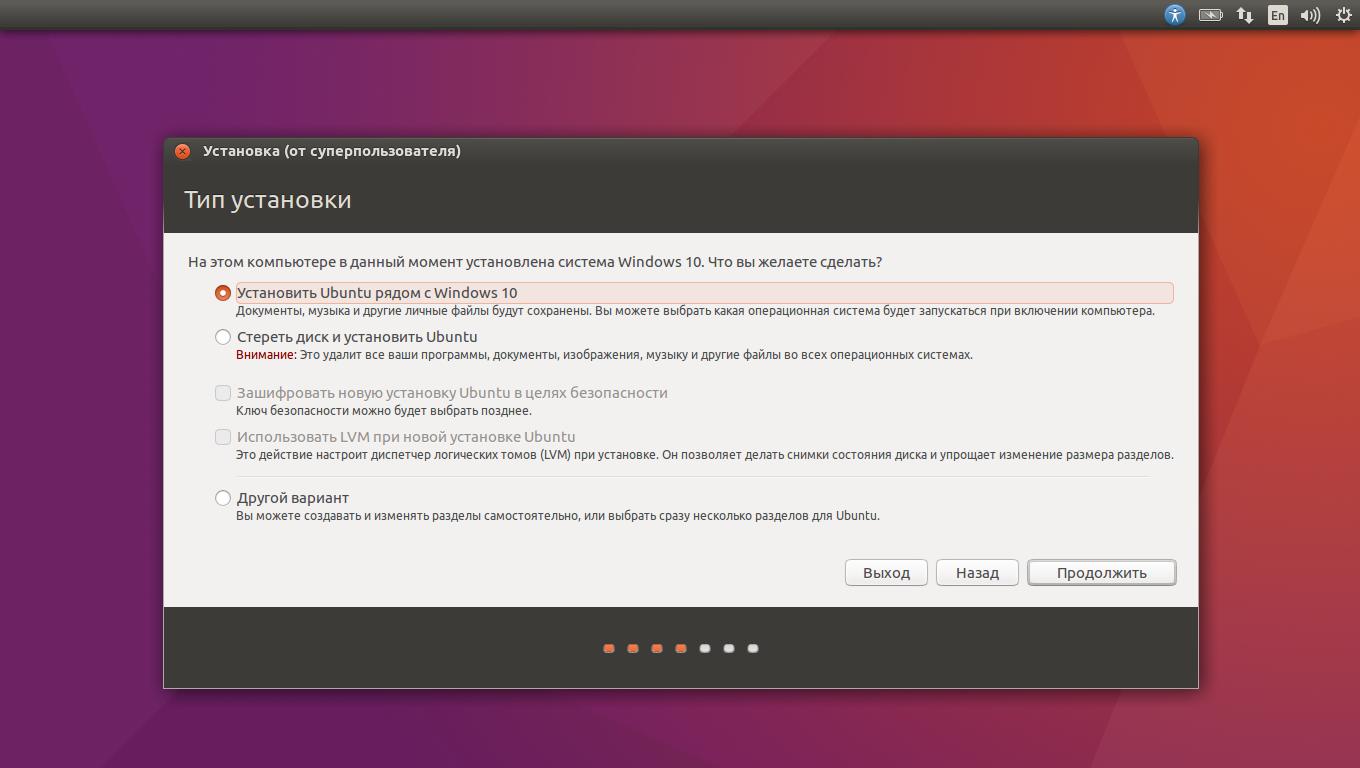 En
Установка (от суперпользователя)
Тип установки
На этом компьютере в данный момент установлена система Windows 10. Что вы желаете сделать?
Установить Ubuntu рядом с Windows 10
Документы, музыка и другие личные файлы будут сохранены. Вы можете выбрать какая операционная система будет запускаться при включении компьютера.
Стереть диск и установить Ubuntu
Внимание: Это удалит все ваши программы, документы, изображения, музыку и другие файлы во всех операционных системах.
Зашифровать новую установку Ubuntu в целях безопасности
Ключ безопасности можно будет выбрать позднее.
Использовать LVM при новой установке Ubuntu
Это действие настроит диспетчер логических томов (LVM) при установке. Он позволяет делать снимки состояния диска и упрощает изменение размера разделов.
Другой вариант
Вы можете создавать и изменять разделы самостоятельно, или выбрать сразу несколько разделов для Ubuntu.
Выход Назад Продолжить